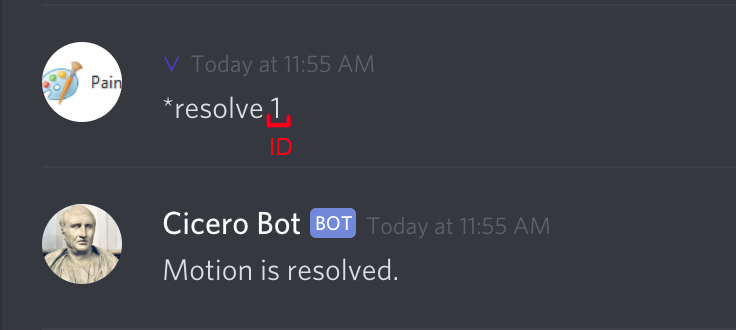 V Today at 11:55 AM
Pain
*resolve 1
ID
Cicero Bot BOT Today at 11:55 AM
Motion is resolved.